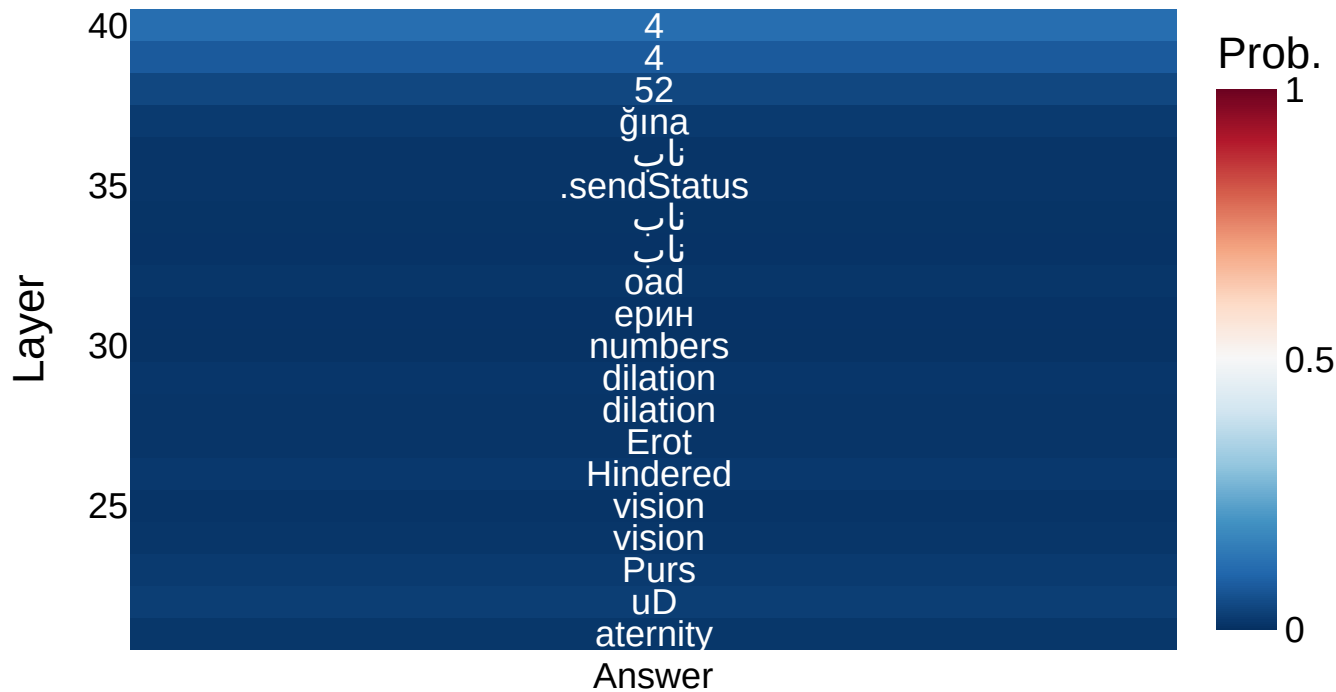 40
4
Prob.
4
1
52
ğına
ناب
35
.sendStatus
ناب
ناب
oad
ерин
Layer
30
numbers
0.5
dilation
dilation
Erot
Hindered
25
vision
vision
Purs
uD
aternity
0
Answer